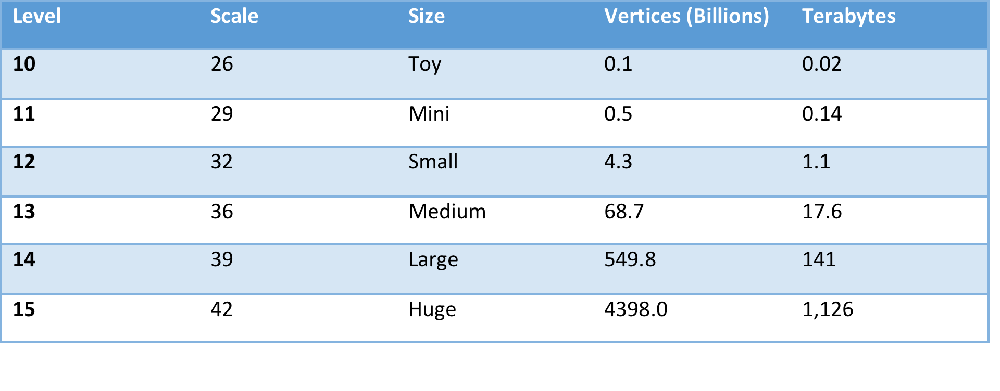 Level Scale Size Vertices (Billions) Terabytes
10 26 Toy 0.1 0.02
11 29 Mini 0.5 0.14
12 32 Small 4.3 1.1
13 36 Medium 68.7 17.6
14 39 Large 549.8 141
15 42 Huge 4398.0 1,126